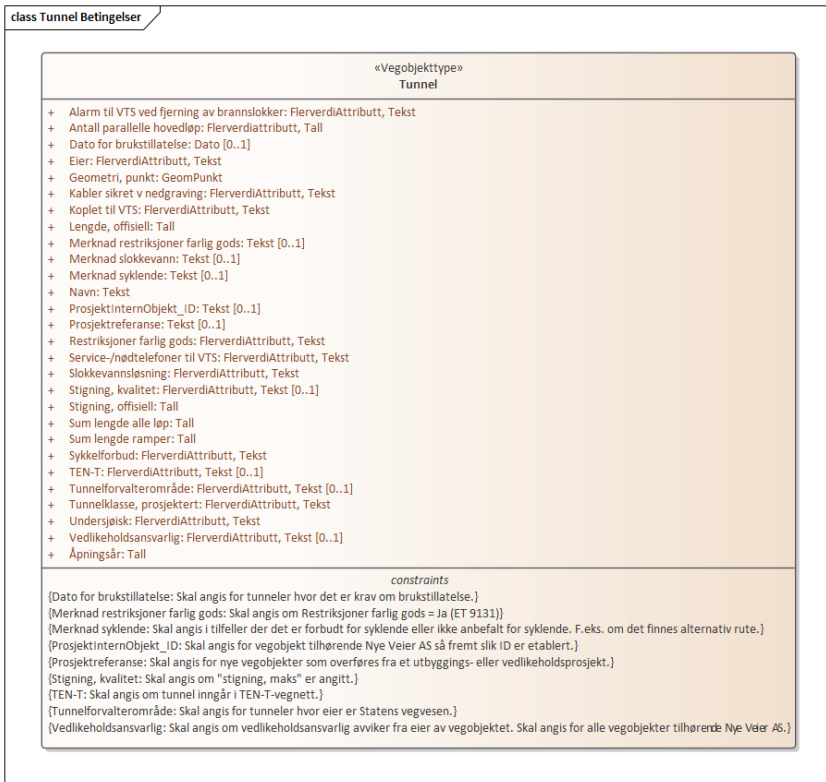 class Tunnel Betingelser
«Vegobjekttype»
Tunnel
+ Alarm til VTS ved fjerning av brannslokker: FlerverdiAttributt, Tekst
+ Antall parallelle hovedløp: Flerverdiattributt, Tall
+ Dato for brukstillatelse: Dato [0..1]
+ Eier: FlerverdiAttributt, Tekst
+ Geometri, punkt: GeomPunkt
+ Kabler sikret v nedgraving: FlerverdiAttributt, Tekst
+ Koplet til VTS: FlerverdiAttributt, Tekst
+ Lengde, offisiell: Tall
+ Merknad restriksjoner farlig gods: Tekst [0..1]
+ Merknad slokkevann: Tekst [0..1]
+ Merknad syklende: Tekst [0..1]
+ Navn: Tekst
+ ProsjektInternObjekt_ID: Tekst [0..1]
+ Prosjektreferanse: Tekst [0..1]
+ Restriksjoner farlig gods: FlerverdiAttributt, Tekst
+ Service-/nødtelefoner til VTS: FlerverdiAttributt, Tekst
+ Slokkevannsløsning: FlerverdiAttributt, Tekst
+ Stigning, kvalitet: FlerverdiAttributt, Tekst [0..1]
+ Stigning, offisiell: Tall
+ Sum lengde alle løp: Tall
+ Sum lengde ramper: Tall
+ Sykkelforbud: FlerverdiAttributt, Tekst
+ TEN-T: FlerverdiAttributt, Tekst [0..1]
+ Tunnelforvalterområde: FlerverdiAttributt, Tekst [0..1]
+ Tunnelklasse, prosjektert: FlerverdiAttributt, Tekst
+ Undersjøisk: FlerverdiAttributt, Tekst
+ Vedlikeholdsansvarlig: FlerverdiAttributt, Tekst [0..1]
+ Åpningsår: Tall
constraints
{Dato for brukstillatelse: Skal angis for tunneler hvor det er krav om brukstillatelse.}
{Merknad restriksjoner farlig gods: Skal angis om Restriksjoner farlig gods = Ja (ET 9131)}
{Merknad syklende: Skal angis i tilfeller der det er forbudt for syklende eller ikke anbefalt for syklende. F.eks. om det finnes alternativ rute.}
{ProsjektInternObjekt_ID: Skal angis for vegobjekt tilhørende Nye Veier AS så fremt slik ID er etablert.}
{Prosjektreferanse: Skal angis for nye vegobjekter som overføres fra et utbyggings- eller vedlikeholdsprosjekt.}
{Stigning, kvalitet: Skal angis om "stigning, maks" er angitt.}
{TEN-T: Skal angis om tunnel inngår i TEN-T-vegnett.}
{Tunnelforvalterområde: Skal angis for tunneler hvor eier er Statens vegvesen.}
{Vedlikeholdsansvarlig: Skal angis om vedlikeholdsansvarlig avviker fra eier av vegobjektet. Skal angis for alle vegobjekter tilhørende Nye Veier AS.}